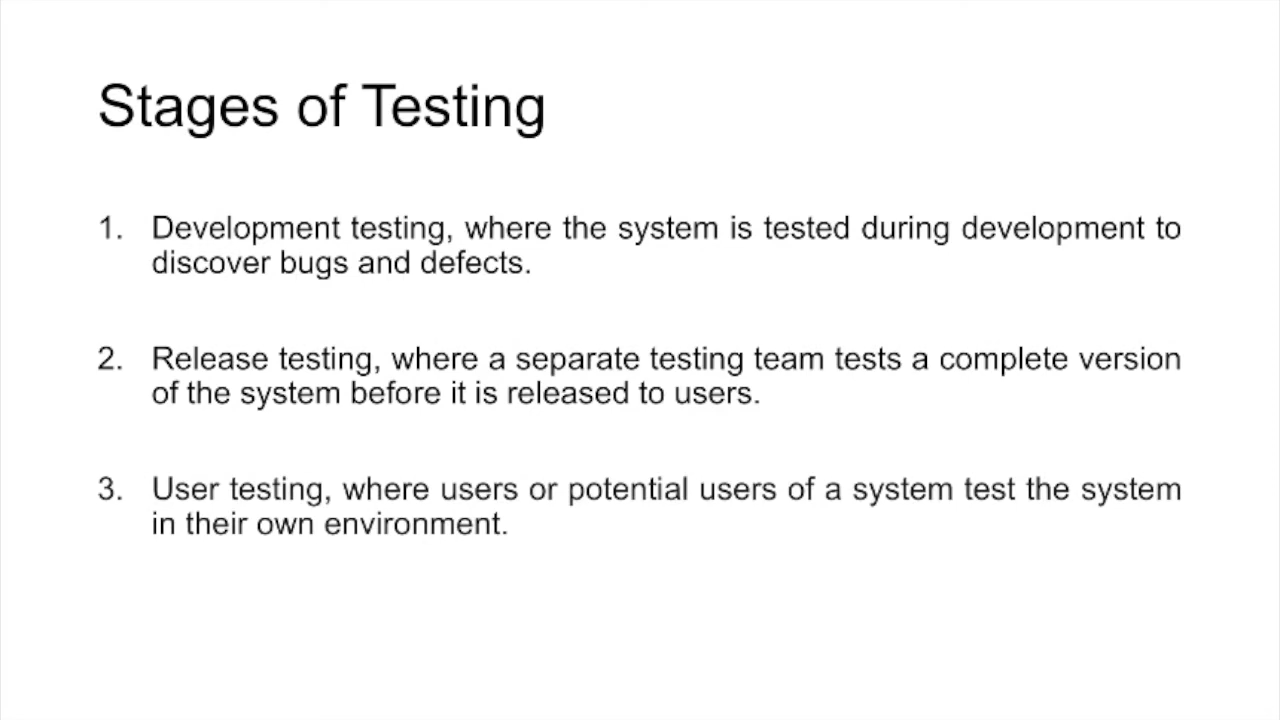 Stages of Testing
1. Development testing, where the system is tested during development to
discover bugs and defects.
2. Release testing, where a separate testing team tests a complete version
of the system before it is released to users.
3. User testing, where users or potential users of a system test the system
in their own environment.